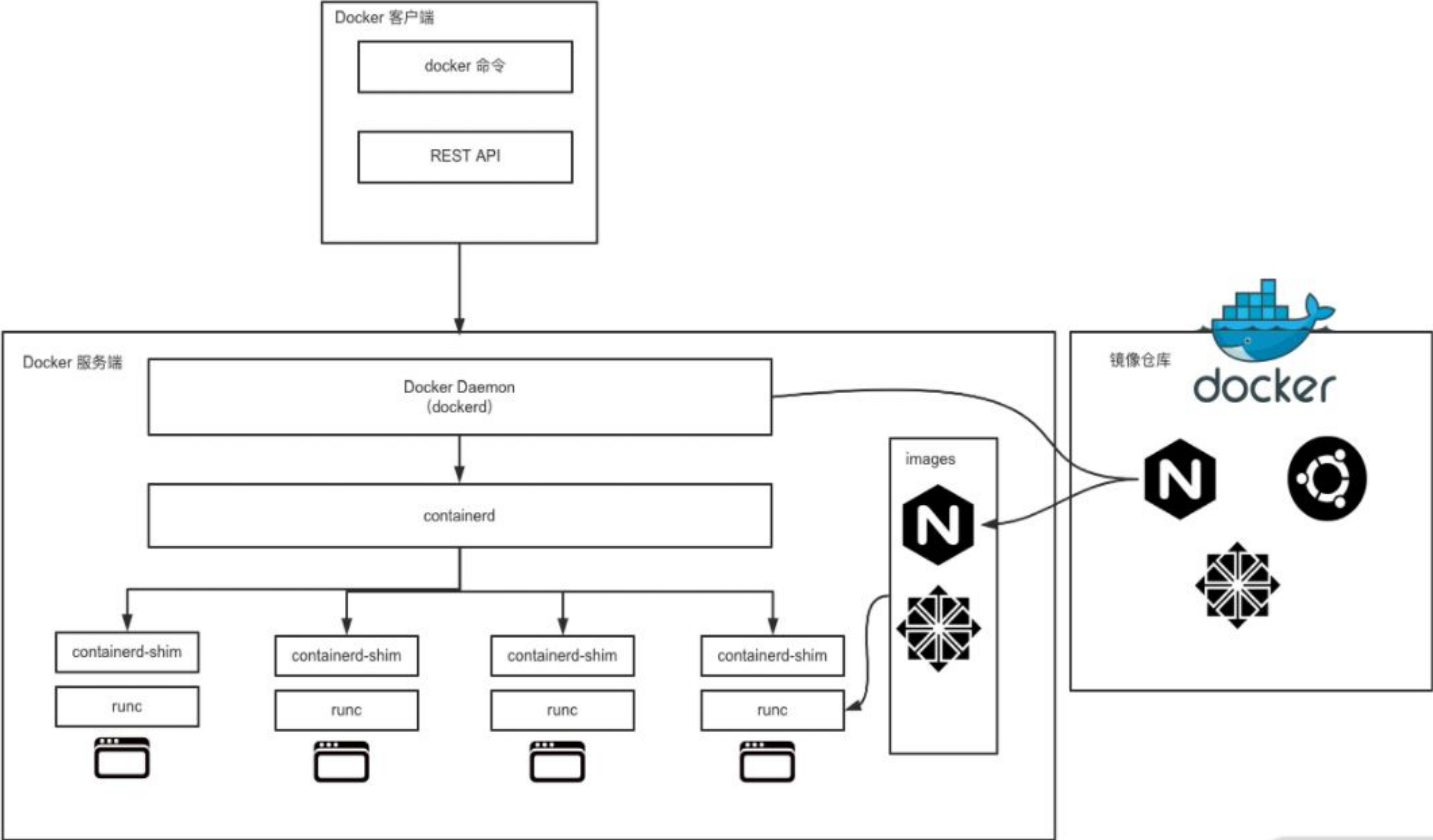 Docker 客户端
docker 命令
REST API
Docker 服务端
Docker Daemon
（dockerd）
containerd
containerd-shim
runc
containerd-shim
runc
containerd-shim
runc
containerd-shim
runc
images
N
镜像仓库
docker
N